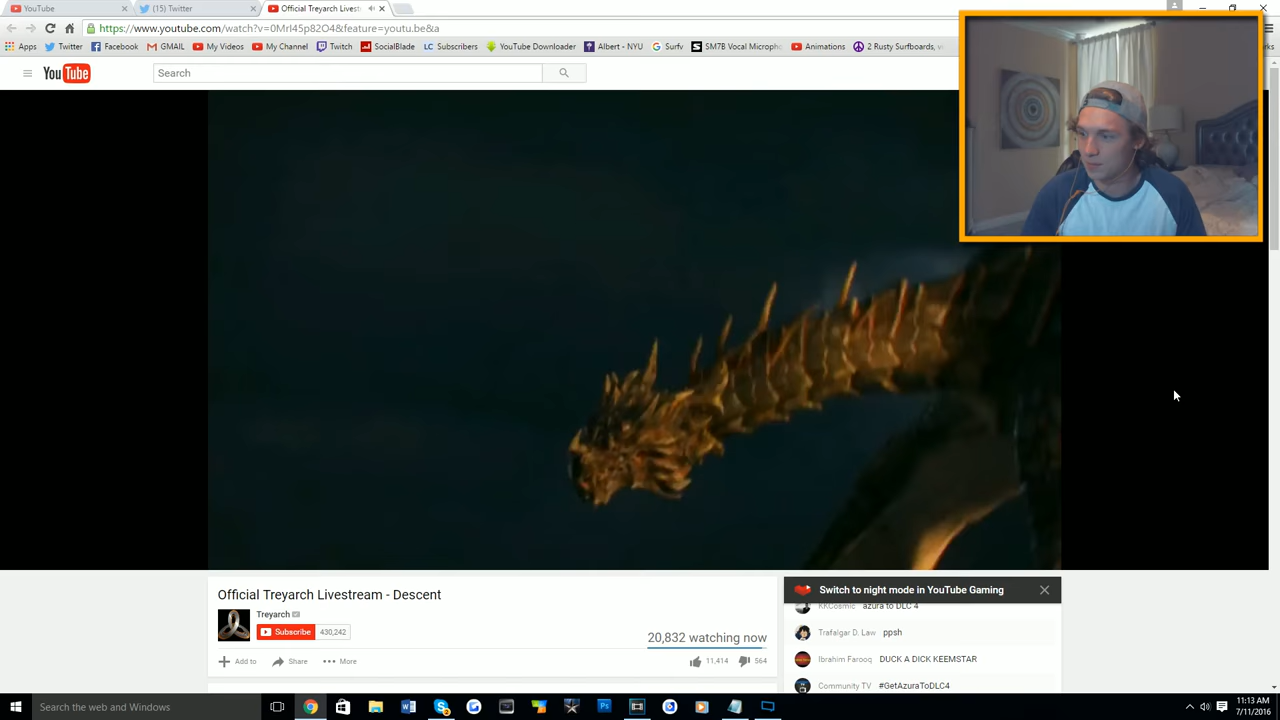 YouTube
(15) Twitter
Official Treyarch Livestr
https://www.youtube.com/watch?v=0MrI45p82O4&feature=youtu.be&a
Apps Twitter Facebook GMAIL My Videos My Channel Twitch SocialBlade Subscribers YouTube Downloader Albert - NYU Surfv SM7B Vocal Microph Animations 2 Rusty Surfboards, v
YouTube
Search
Official Treyarch Livestream - Descent
Treyarch
Subscribe 430,242
20,832 watching now
Add to Share More
11,414 564
Switch to night mode in YouTube Gaming
KKCosmic azura to DLC 4
Trafalgar D. Law ppsh
Ibrahim Farooq DUCK A DICK KEEMSTAR
Community TV #GetAzuraToDLC4
Search the web and Windows
11:13 AM
7/11/2016